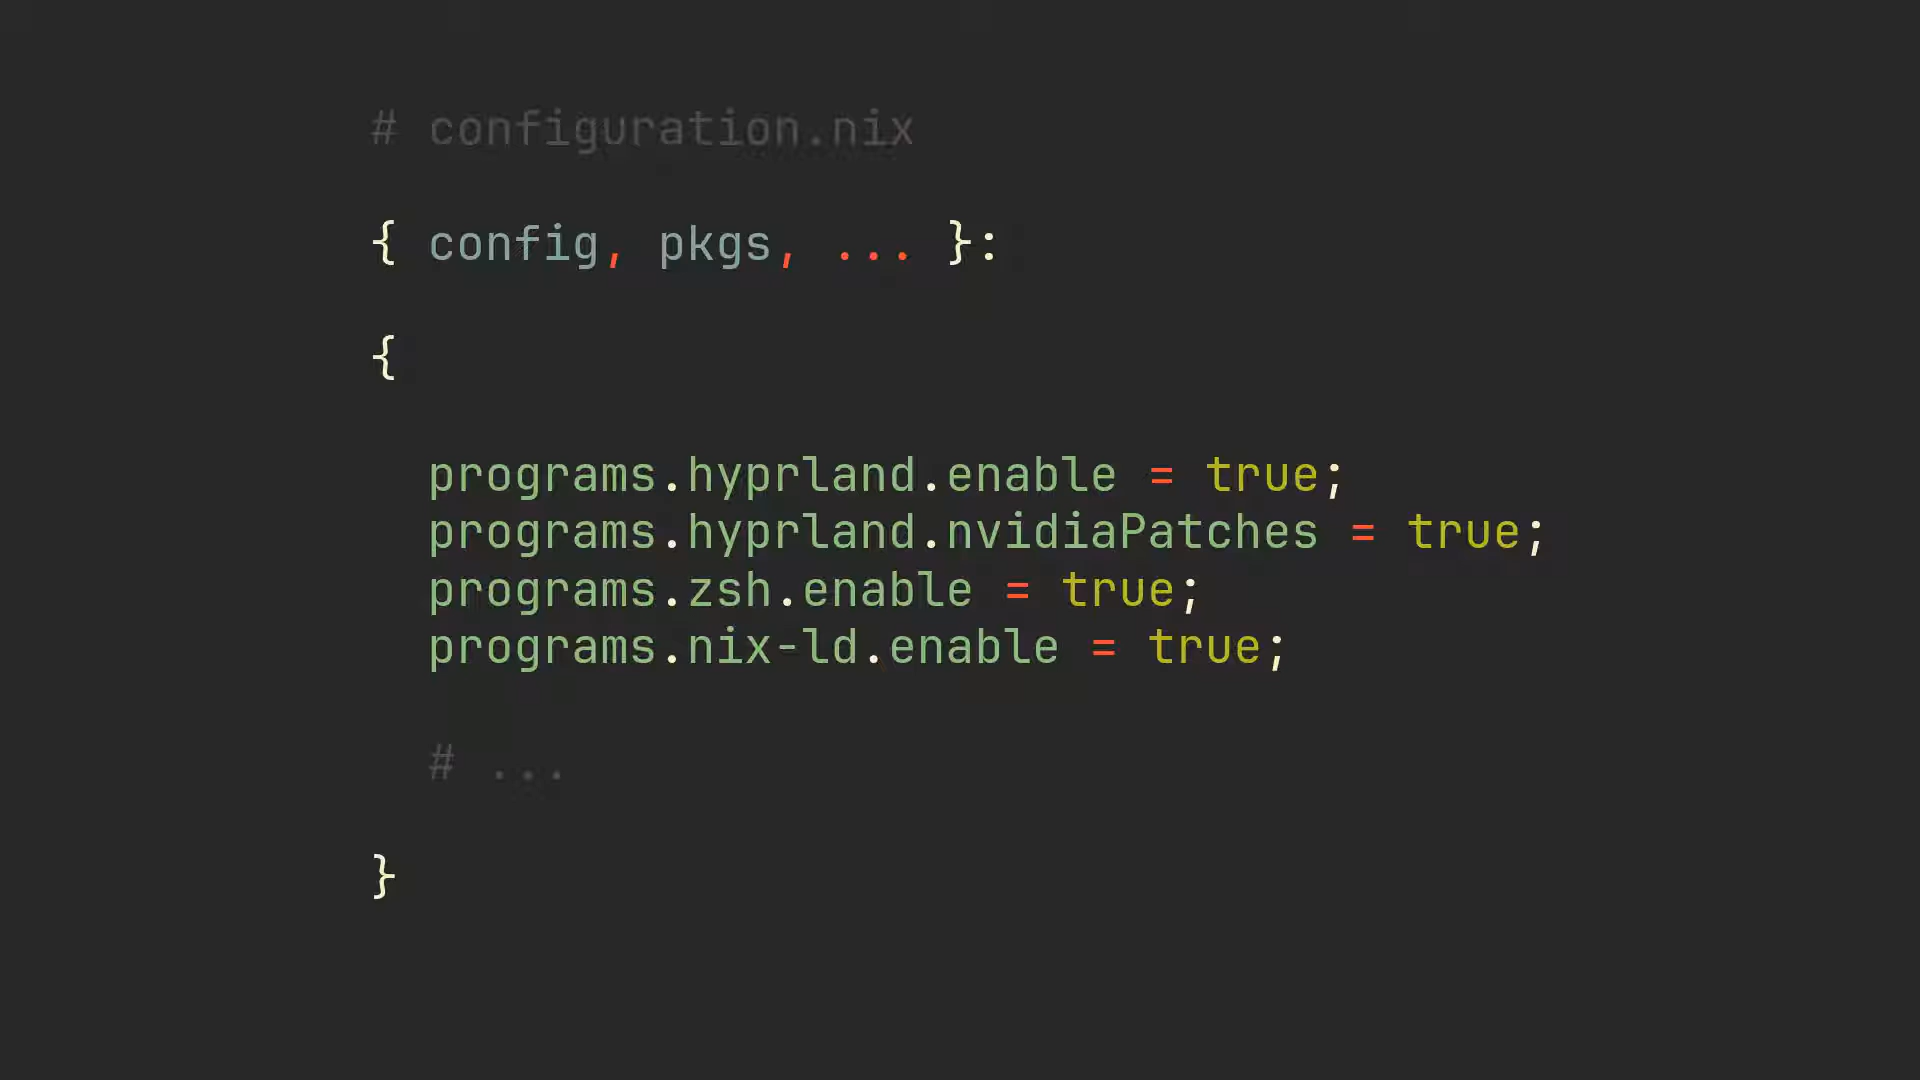 # configuration.nix
{ config, pkgs, ... }:
{
programs.hyprland.enable = true;
programs.hyprland.nvidiaPatches = true;
programs.zsh.enable = true;
programs.nix-ld.enable = true;
# ...
}